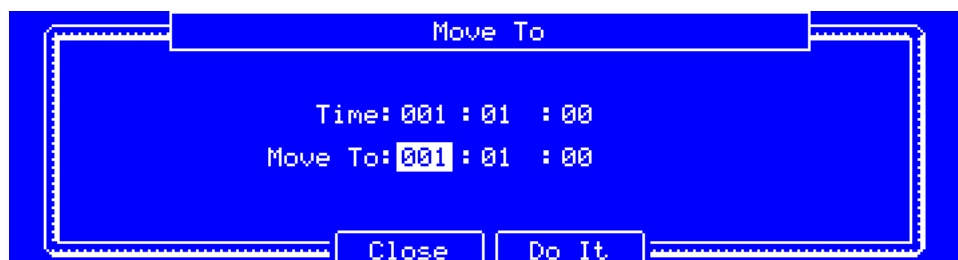 Move To
Time:001:01 :00
Move To:001:01 :00
Close Do It